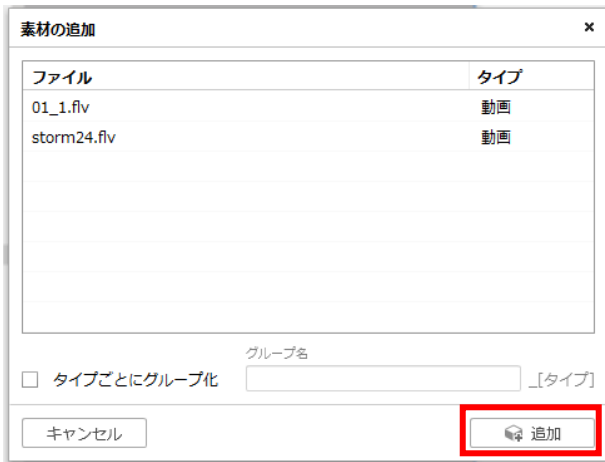 素材の追加
ファイル タイプ
01_1.flv 動画
storm24.flv 動画
グループ名
タイプごとにグループ化 _[タイプ]
キャンセル 追加